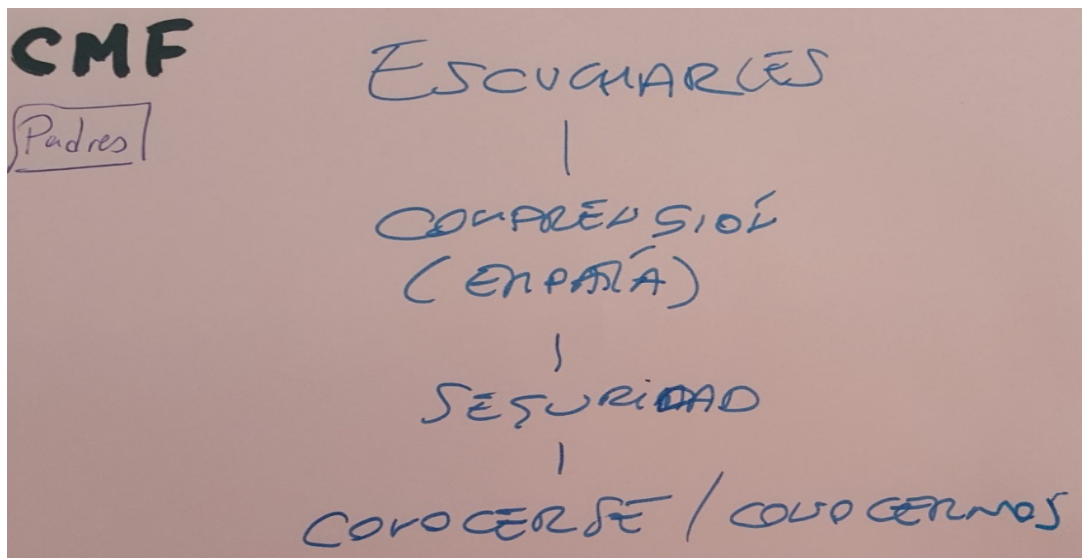 CMF
Padres
ESCUCHARLES
COMPRENSIÓN
(EMPATÍA)
SEGURIDAD
CONOCERSE / CONOCERNOS